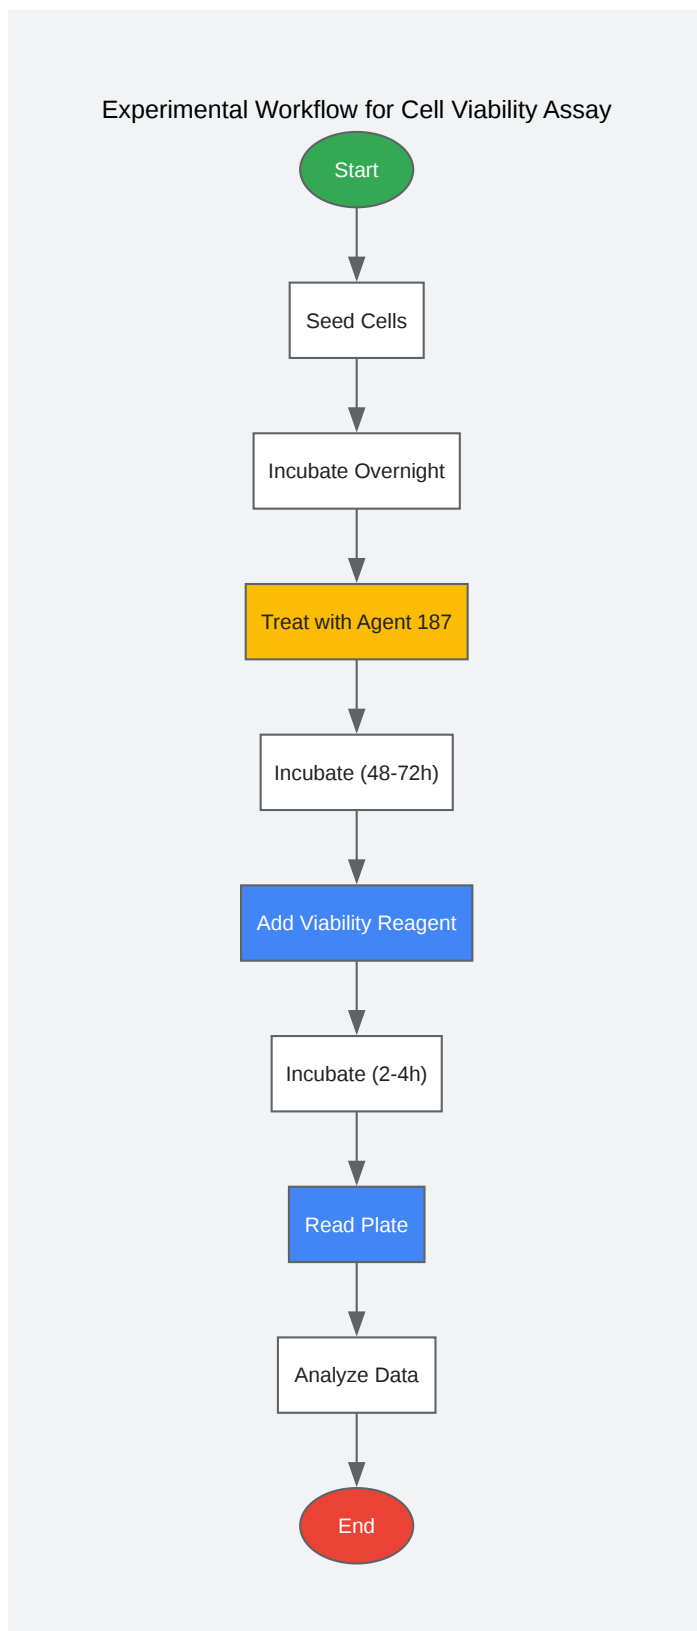 Experimental Workflow for Cell Viability Assay
Start
Seed Cells
Incubate Overnight
Treat with Agent 187
Incubate (48-72h)
Add Viability Reagent
Incubate (2-4h)
Read Plate
Analyze Data
End